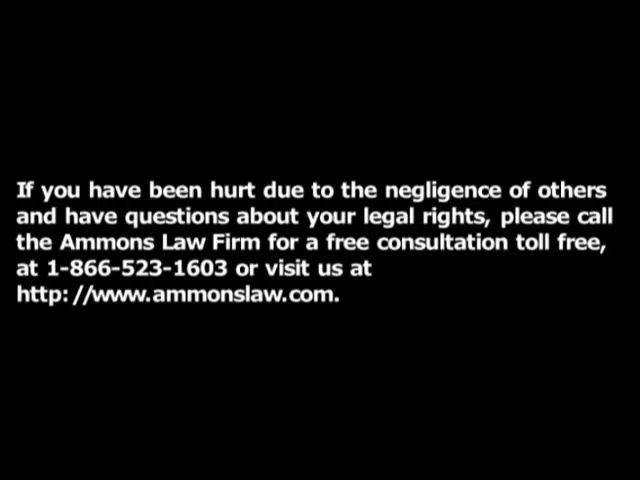 If you have been hurt due to the negligence of others
and have questions about your legal rights, please call
the Ammons Law Firm for a free consultation toll free,
at 1-866-523-1603 or visit us at
http://www.ammonslaw.com.